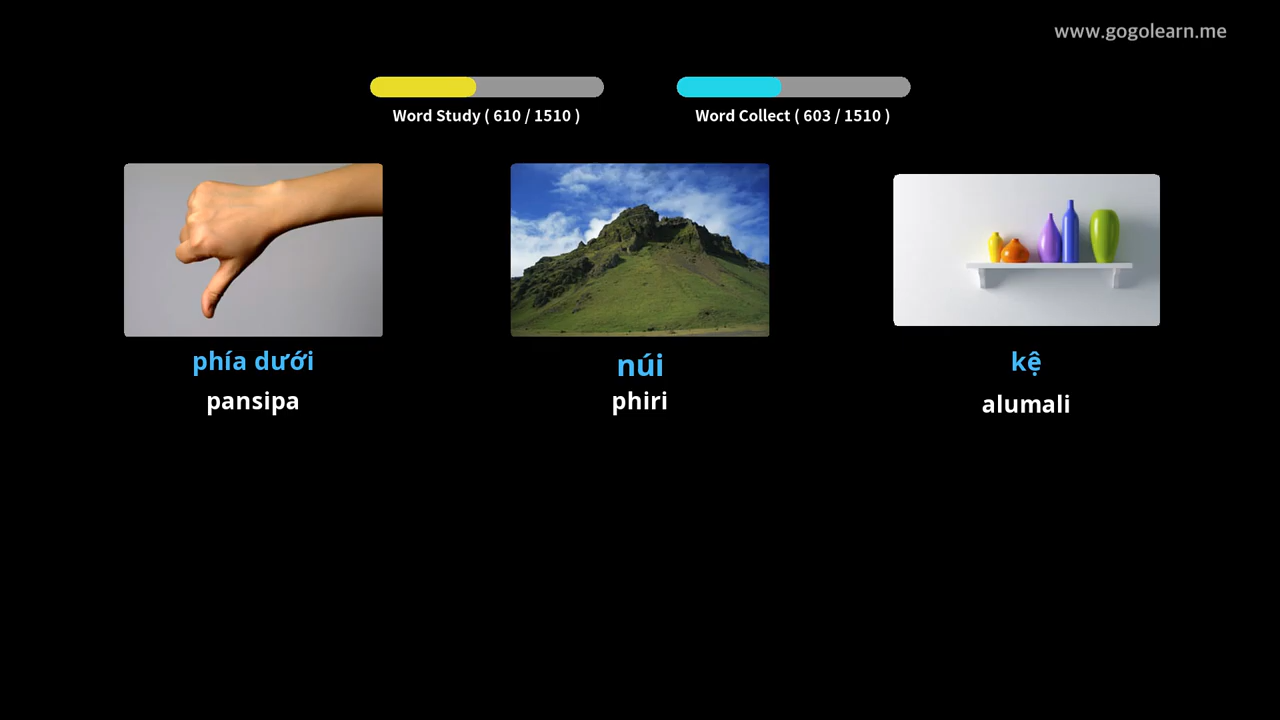 www.gogolearn.me
Word Study ( 610 / 1510 )
Word Collect ( 603 / 1510 )
phía dưới
pansipa
núi
phiri
kệ
alumali